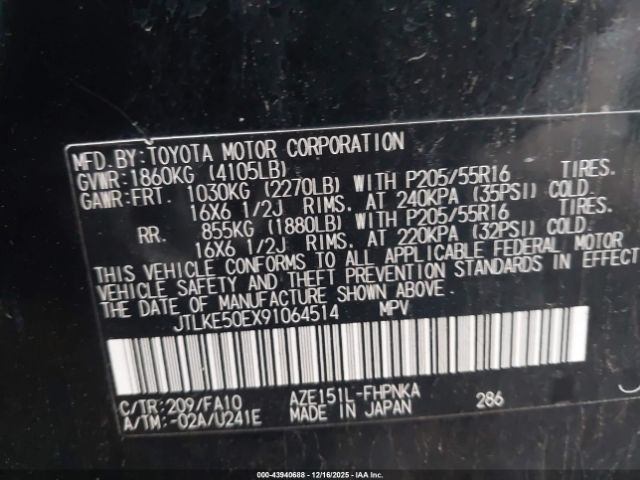 MFD.BY:TOYOTA MOTOR CORPORATION
GVWR:1860KG (4105LB)
GAWR:FRT. 1030KG (2270LB) WITH P205/55R16 TIRES.
16X6 1/2J RIMS. AT 240KPA (35PSI) COLD.
RR. 855KG (1880LB) WITH P205/55R16 TIRES.
16X6 1/2J RIMS. AT 220KPA (32PSI) COLD.
THIS VEHICLE CONFORMS TO ALL APPLICABLE FEDERAL MOTOR
VEHICLE SAFETY AND THEFT PREVENTION STANDARDS IN EFFECT
THE DATE OF MANUFACTURE SHOWN ABOVE.
JTLKE50EX91064514 MPV
C/TR:209/FA10 AZE151L-FHPNKA
A/TM:-02A/U241E MADE IN JAPAN 286
© IAAI 00 - 43940688 - 12/16/2025 - IAAI.COM